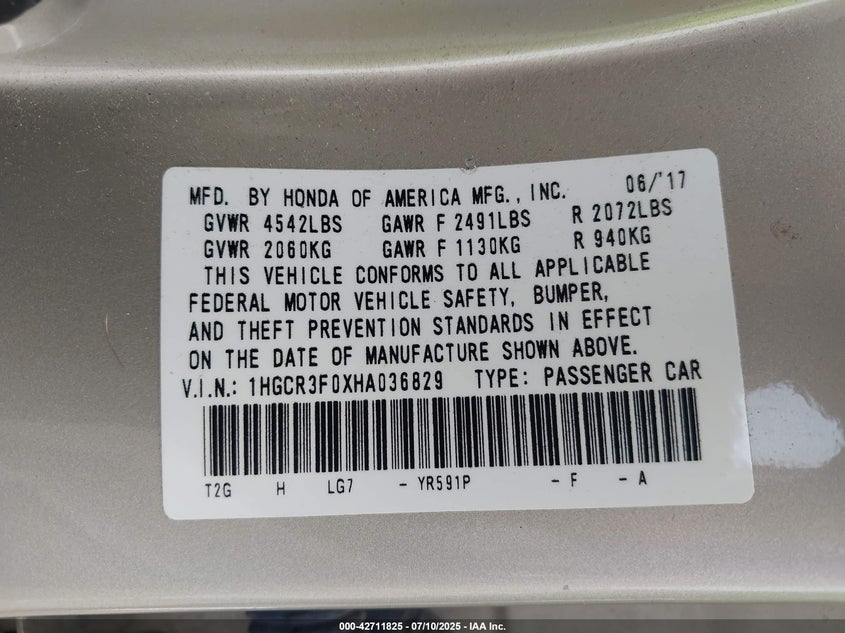 MFD. BY HONDA OF AMERICA MFG., INC. 06/'17
GVWR 4542LBS GAWR F 2491LBS R 2072LBS
GVWR 2060KG GAWR F 1130KG R 940KG
THIS VEHICLE CONFORMS TO ALL APPLICABLE
FEDERAL MOTOR VEHICLE SAFETY, BUMPER,
AND THEFT PREVENTION STANDARDS IN EFFECT
ON THE DATE OF MANUFACTURE SHOWN ABOVE.
V.I.N.: 1HGCR3F0XHA036829 TYPE: PASSENGER CAR
T2G H LG7 - YR591P - F - A
000-42711825 - 07/10/2025 - IAA Inc.